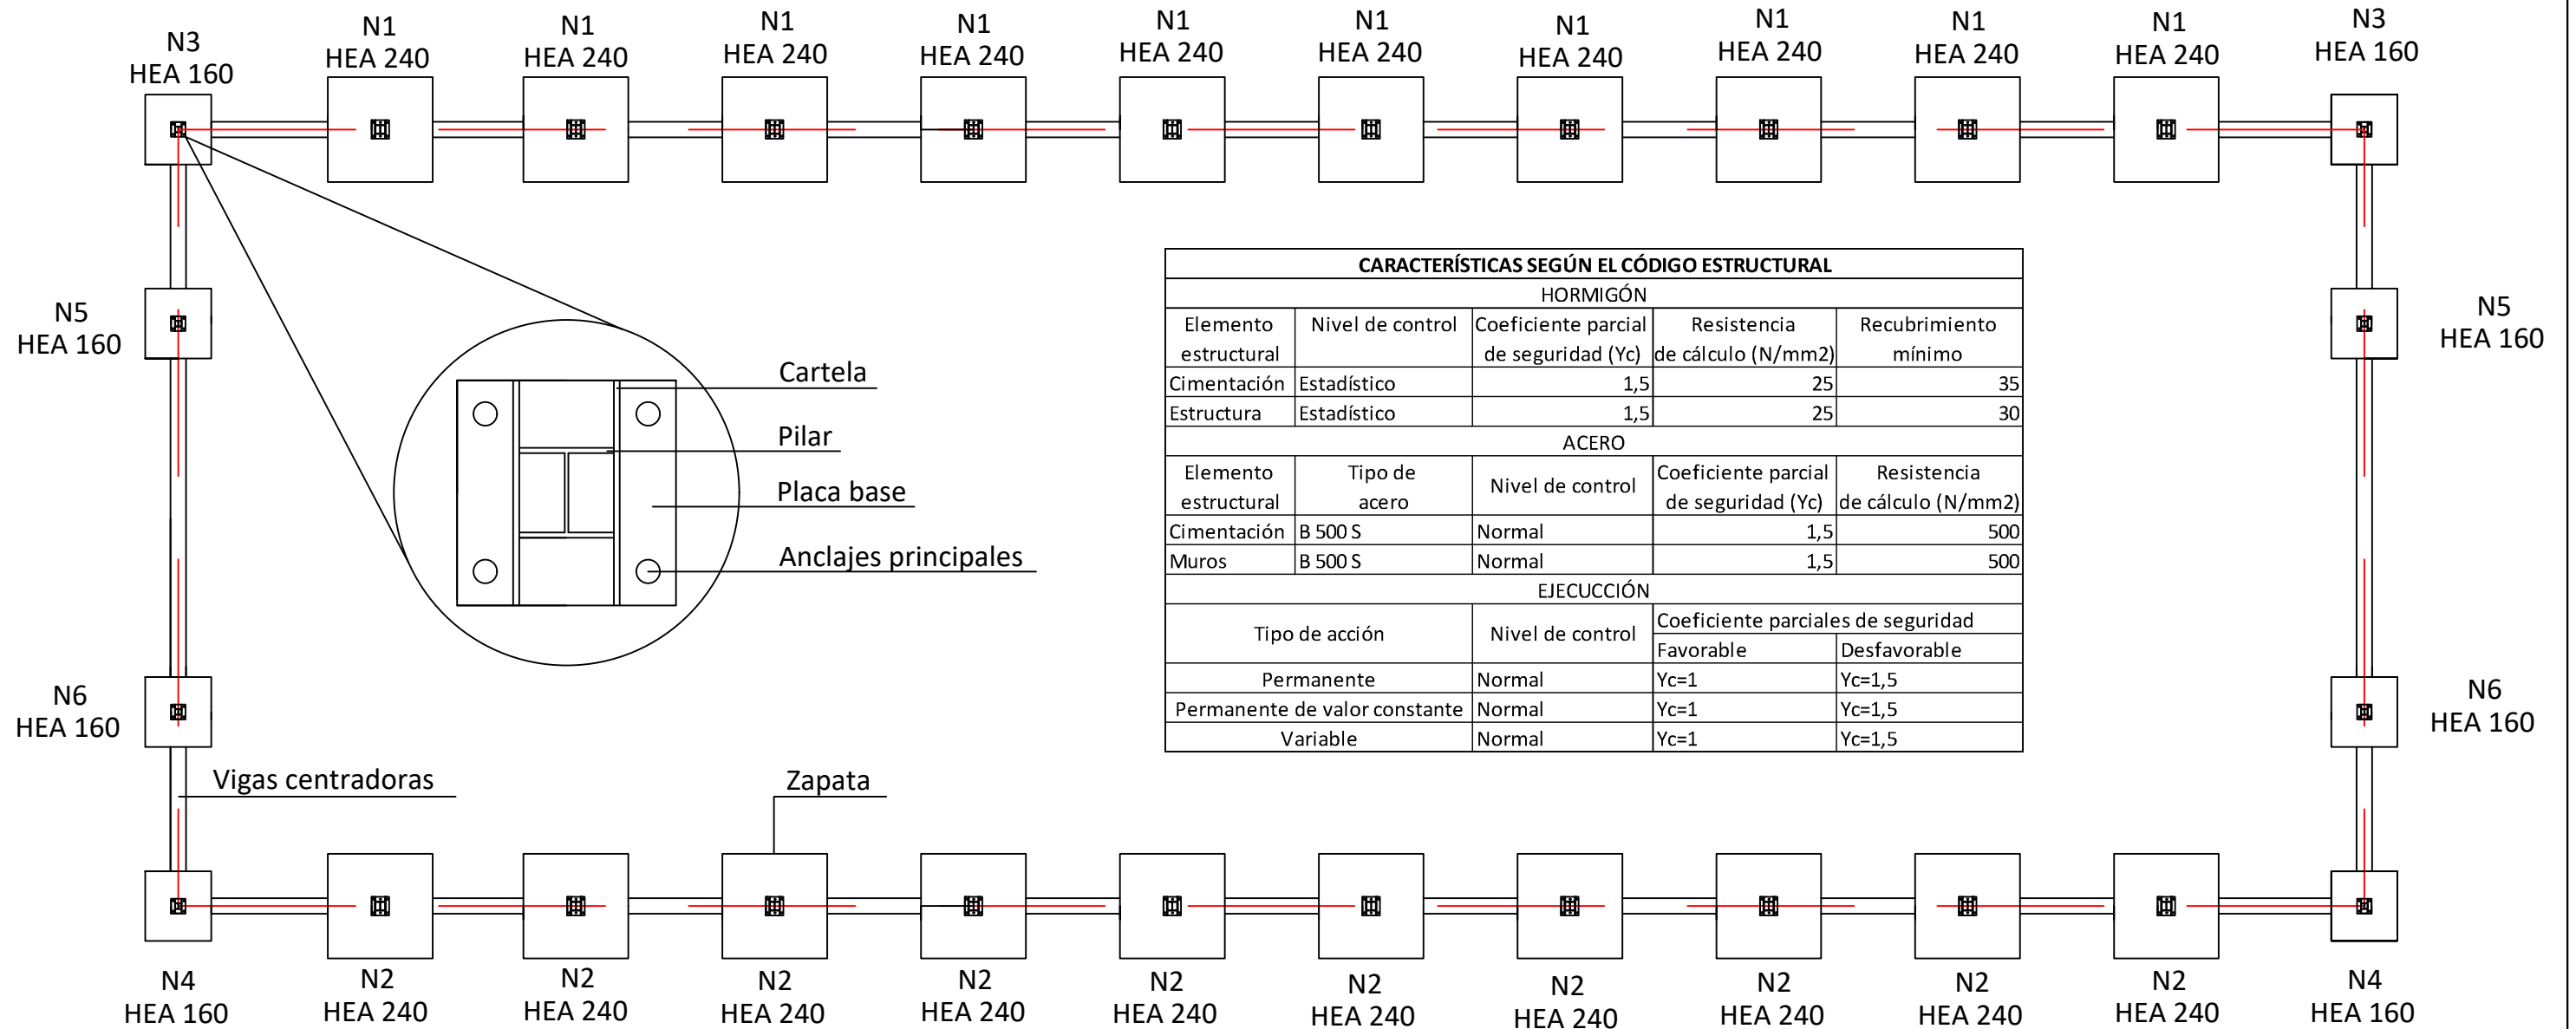 N3
HEA 160
N1
HEA 240
N1
HEA 240
N1
HEA 240
N1
HEA 240
N1
HEA 240
N1
HEA 240
N1
HEA 240
N1
HEA 240
N1
HEA 240
N1
HEA 240
N3
HEA 160
N5
HEA 160
Cartela
Pilar
Placa base
Anclajes principales
CARACTERÍSTICAS SEGÚN EL CÓDIGO ESTRUCTURAL
HORMIGÓN
Elemento estructural Nivel de control Coeficiente parcial de seguridad (Yc) Resistencia de cálculo (N/mm2) Recubrimiento mínimo
Cimentación Estadístico 1,5 25 35
Estructura Estadístico 1,5 25 30
ACERO
Elemento estructural Tipo de acero Nivel de control Coeficiente parcial de seguridad (Yc) Resistencia de cálculo (N/mm2)
Cimentación B 500 S Normal 1,5 500
Muros B 500 S Normal 1,5 500
EJECUCCIÓN
Tipo de acción Nivel de control Coeficiente parciales de seguridad
Favorable Desfavorable
Permanente Normal Yc=1 Yc=1,5
Permanente de valor constante Normal Yc=1 Yc=1,5
Variable Normal Yc=1 Yc=1,5
N5
HEA 160
N6
HEA 160
N6
HEA 160
Vigas centradoras
Zapata
N4
HEA 160
N2
HEA 240
N2
HEA 240
N2
HEA 240
N2
HEA 240
N2
HEA 240
N2
HEA 240
N2
HEA 240
N2
HEA 240
N2
HEA 240
N2
HEA 240
N4
HEA 160